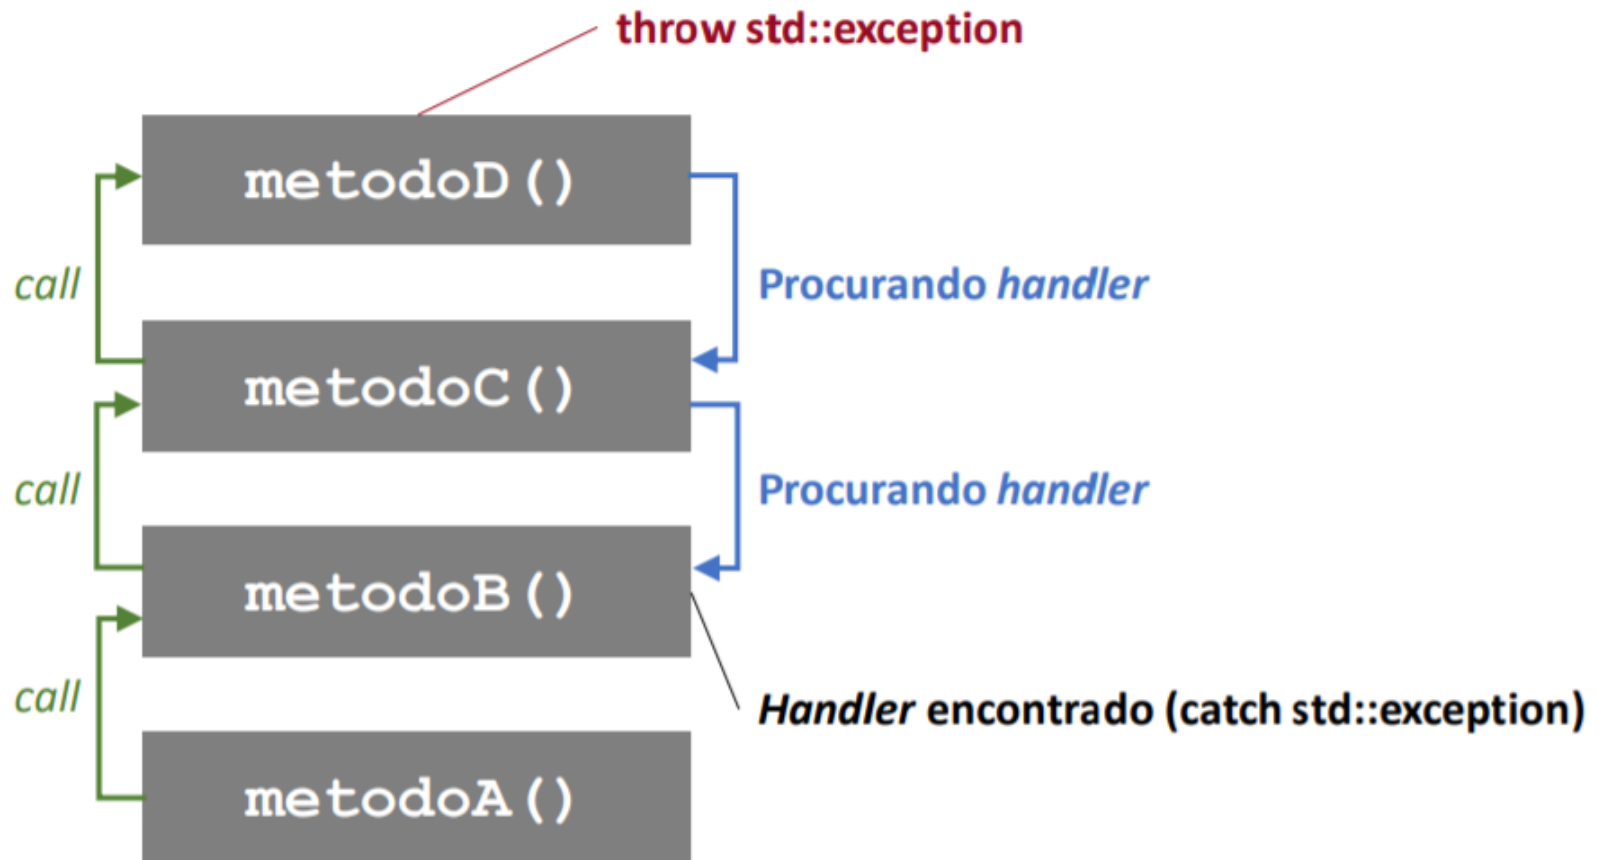 throw std::exception
metodoD()
call
Procurando handler
metodoC()
call
Procurando handler
metodoB()
call
Handler encontrado (catch std::exception)
metodoA()